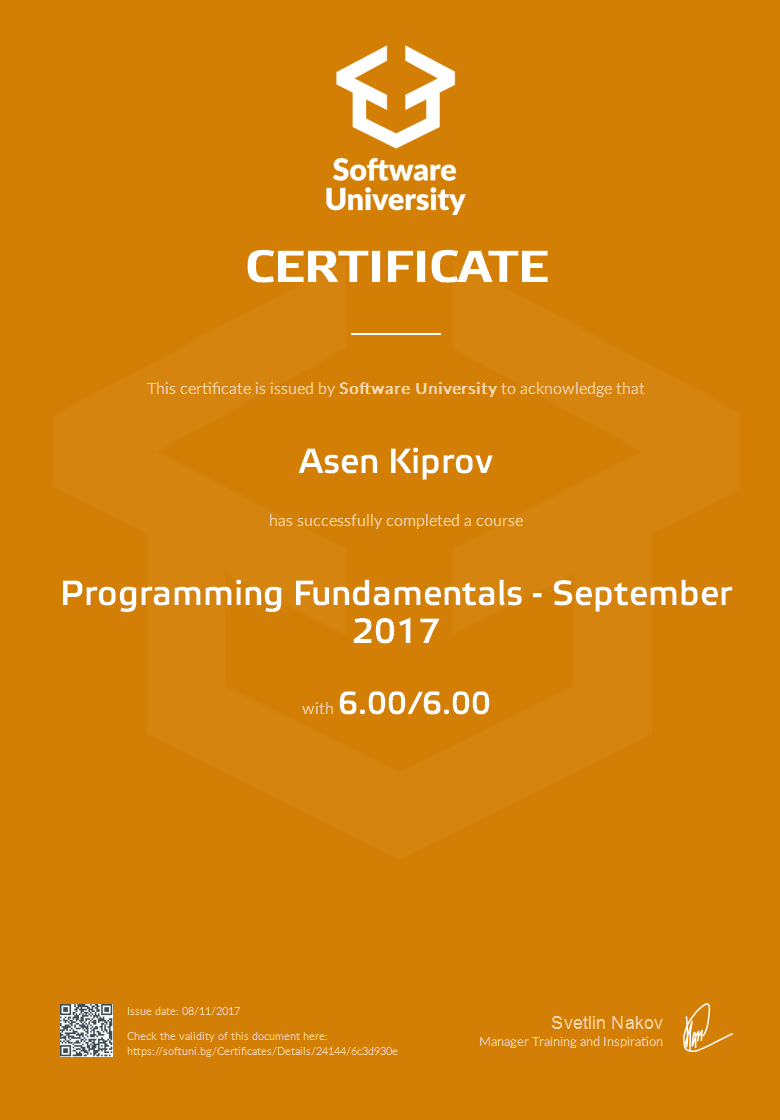 Software
University
CERTIFICATE
This certificate is issued by Software University to acknowledge that
Asen Kiprov
has successfully completed a course
Programming Fundamentals - September
2017
with 6.00/6.00
Issue date: 08/11/2017
Check the validity of this document here:
https://softuni.bg/Certificates/Details/24144/6c3d930e
Svetlin Nakov
Manager Training and Inspiration